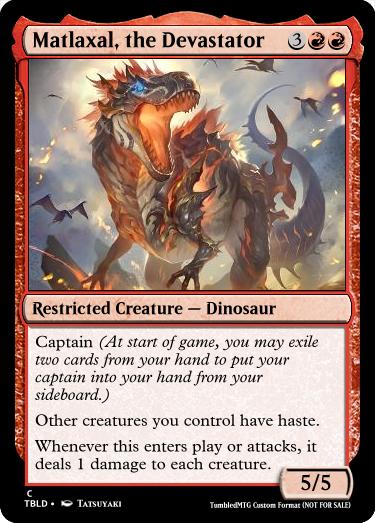 Matlaxal, the Devastator 3
Restricted Creature — Dinosaur
Captain (At start of game, you may exile
two cards from your hand to put your
captain into your hand from your
sideboard.)
Other creatures you control have haste.
Whenever this enters play or attacks, it
deals 1 damage to each creature.
5/5
C
TBLD • Tatsuyaki
TumbledMTG Custom Format (NOT FOR SALE)